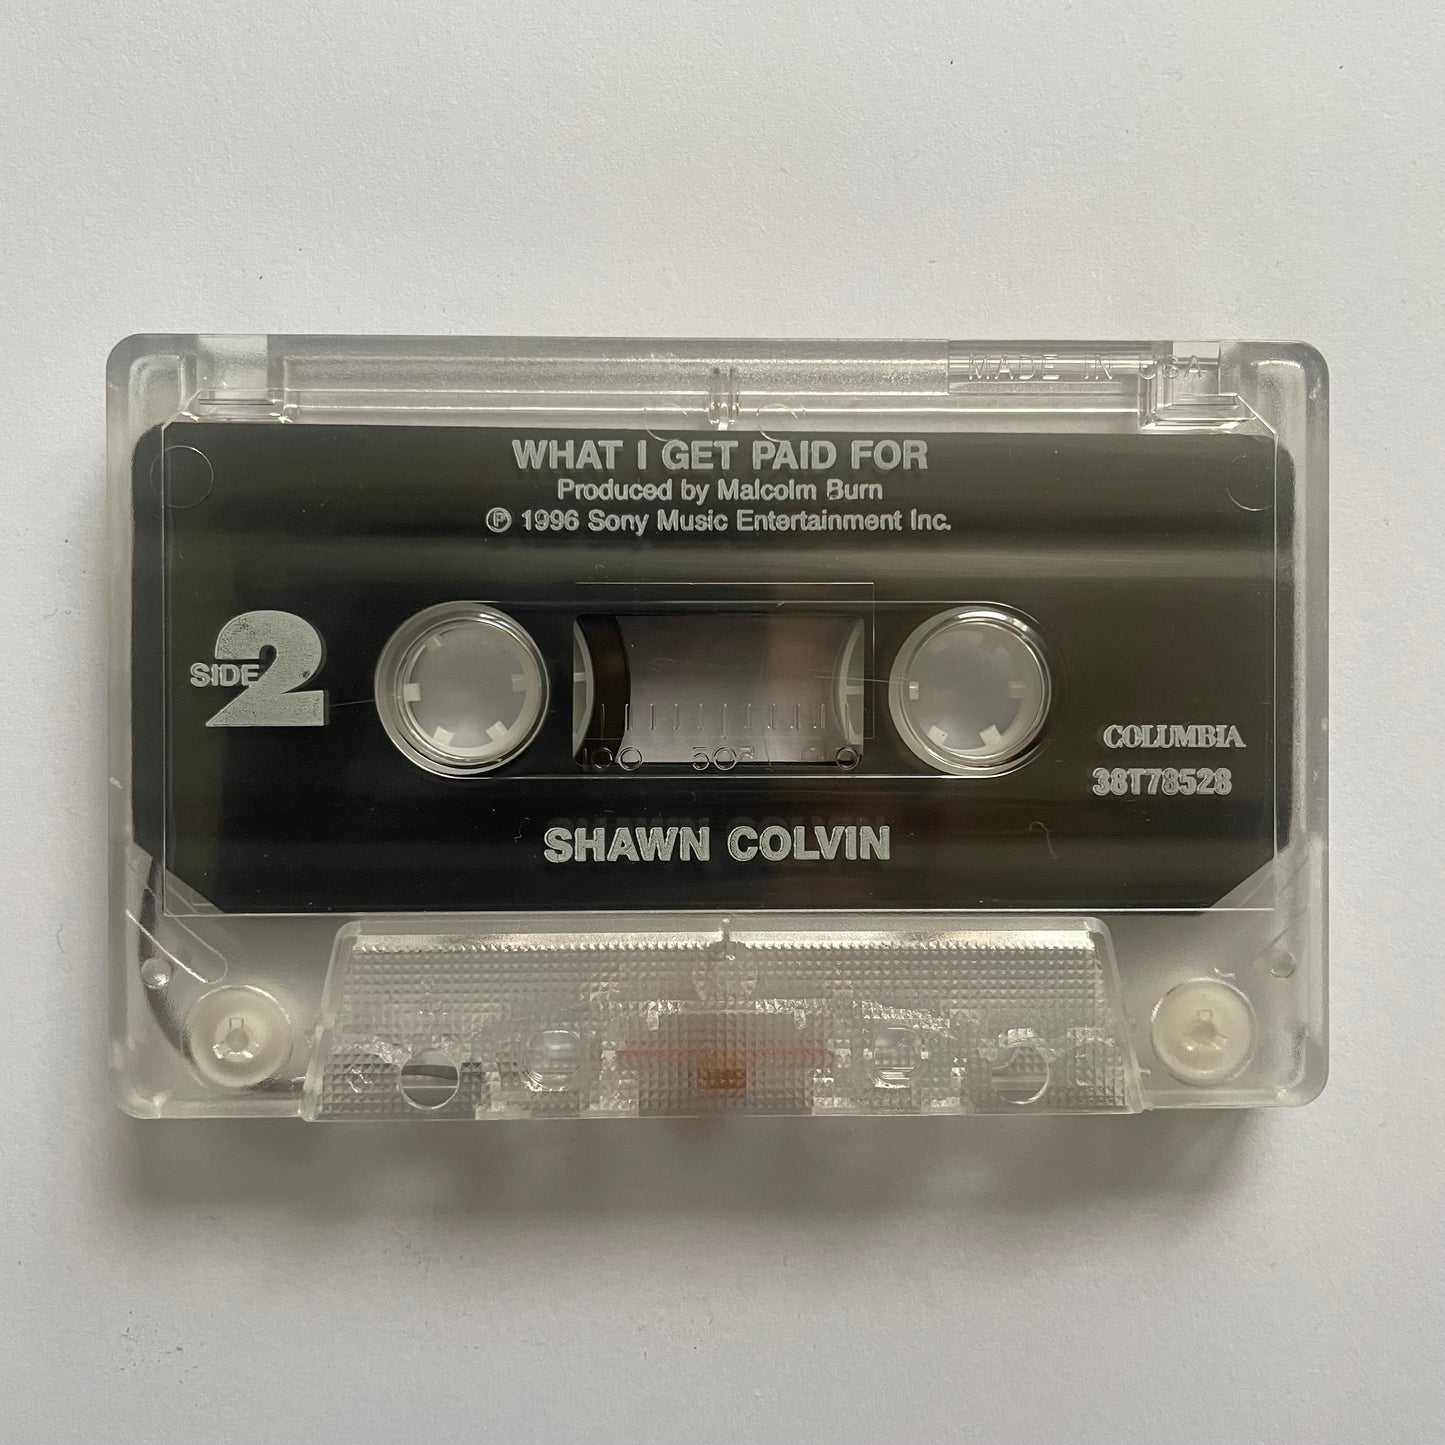 MADE IN USA
WHAT I GET PAID FOR
Produced by Malcolm Burn
℗ 1996 Sony Music Entertainment Inc.
SIDE 2
100 50 0
COLUMBIA
38T78528
SHAWN COLVIN